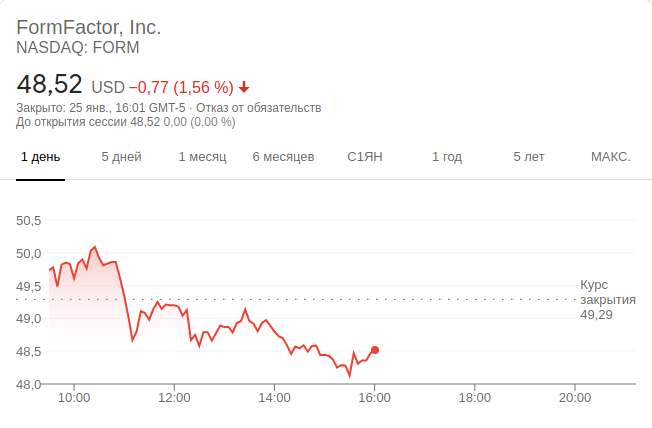 FormFactor, Inc.
NASDAQ: FORM
48,52 USD −0,77 (1,56 %)
Закрыто: 25 янв., 16:01 GMT-5 · Отказ от обязательств
До открытия сессии 48,52 0,00 (0,00 %)
1 день 5 дней 1 месяц 6 месяцев С1ЯН 1 год 5 лет МАКС.
50,5
50,0
49,5
49,0
48,5
48,0
Курс
закрытия
49,29
10:00 12:00 14:00 16:00 18:00 20:00